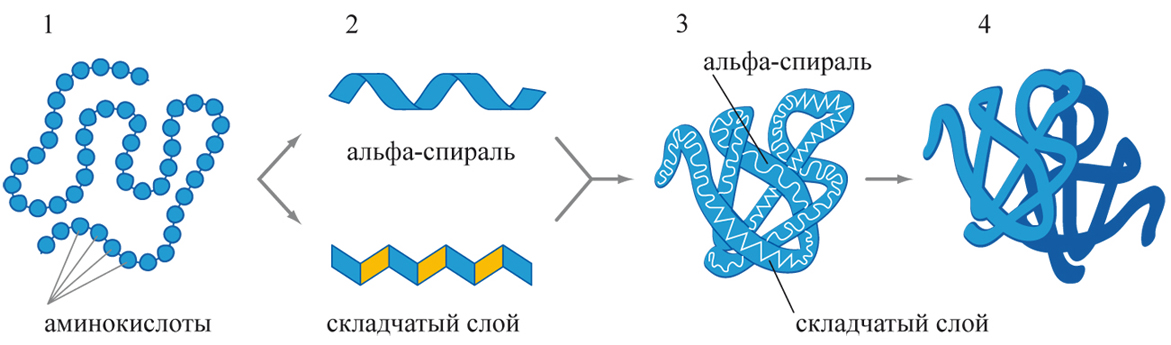 1
2
3
4
альфа-спираль
альфа-спираль
аминокислоты
складчатый слой
складчатый слой